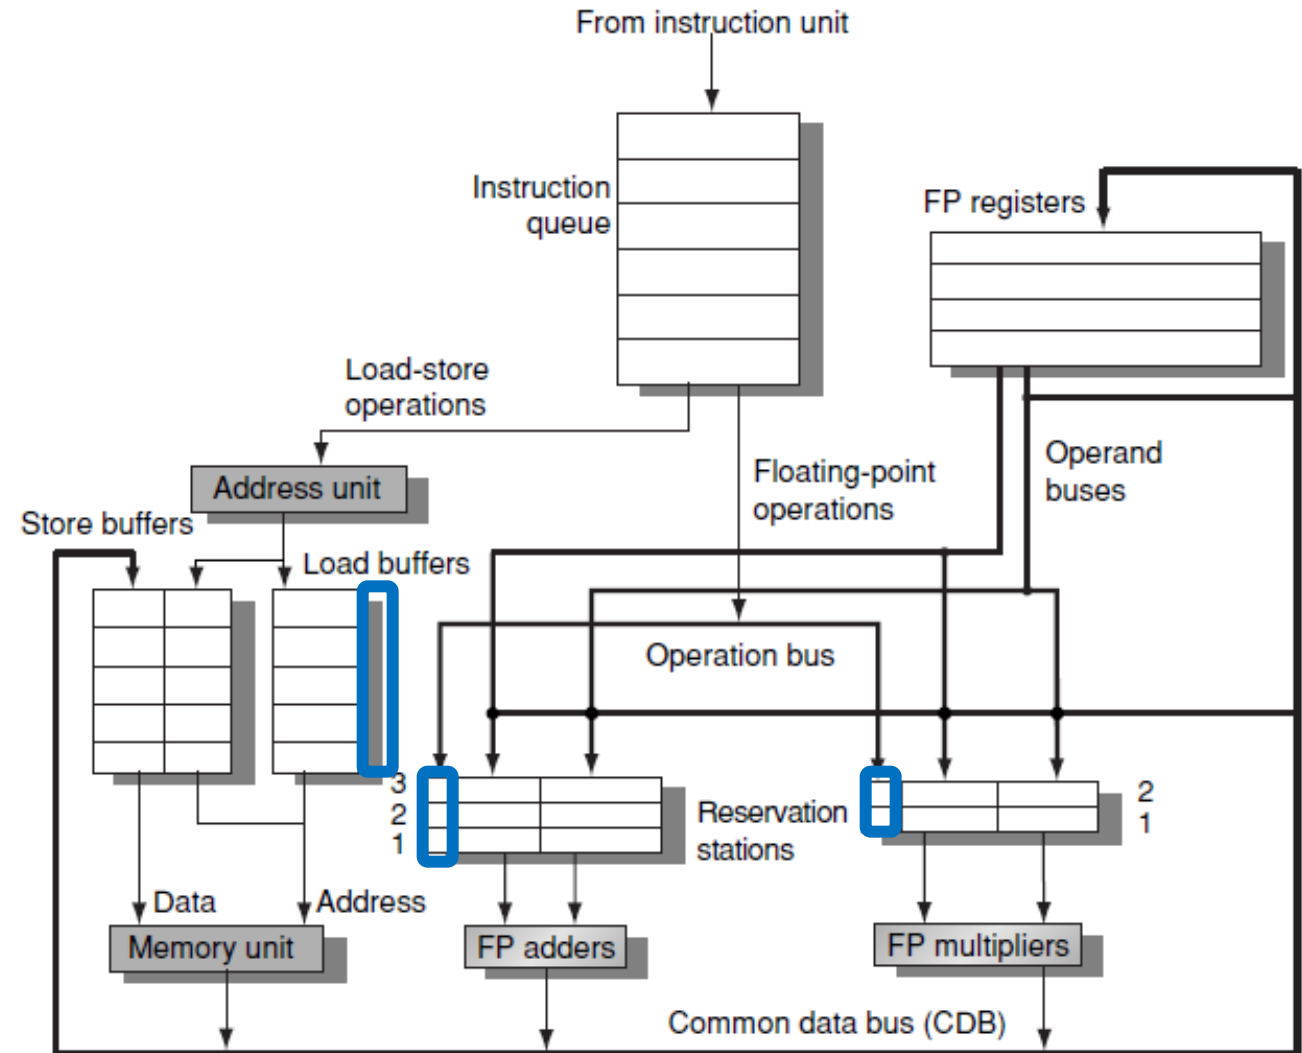 From instruction unit
Instruction
queue
FP registers
Load-store
operations
Operand
buses
Floating-point
operations
Address unit
Store buffers
Load buffers
Operation bus
3
2
1
Reservation
stations
2
1
Data
Address
Memory unit
FP adders
FP multipliers
Common data bus (CDB)